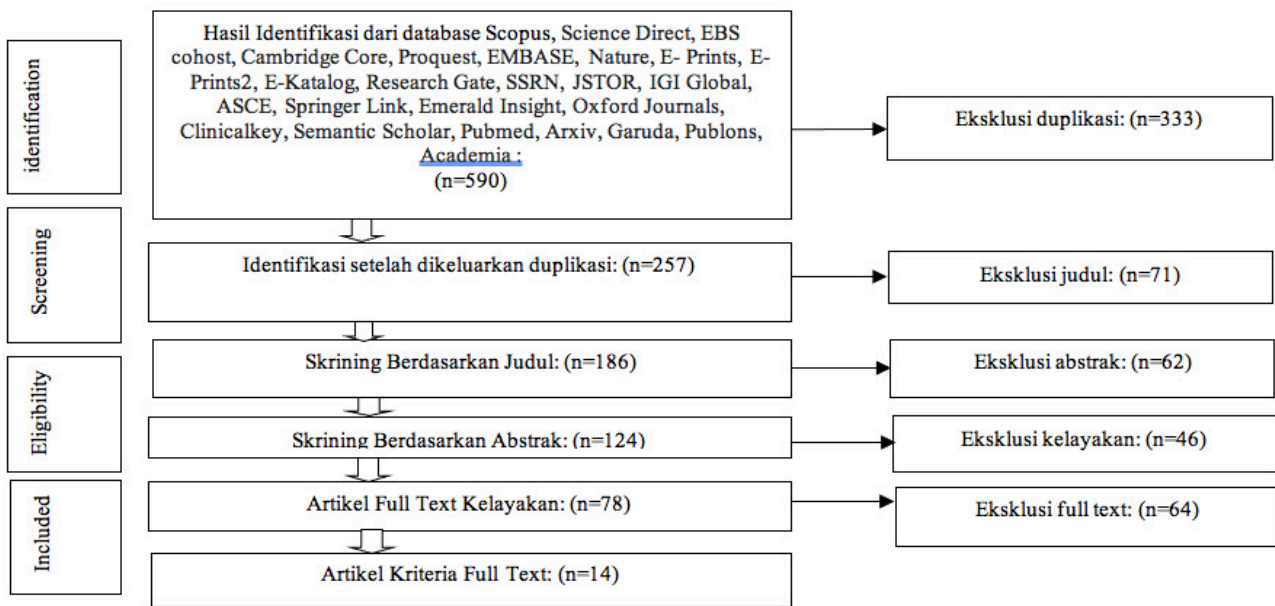 identification
Hasil Identifikasi dari database Scopus, Science Direct, EBS
cohost, Cambridge Core, Proquest, EMBASE, Nature, E- Prints, E-
Prints2, E-Katalog, Research Gate, SSRN, JSTOR, IGI Global,
ASCE, Springer Link, Emerald Insight, Oxford Journals,
Clinicalkey, Semantic Scholar, Pubmed, Arxiv, Garuda, Publons,
Academia :
(n=590)
Eksklusi duplikasi: (n=333)
Screening
Identifikasi setelah dikeluarkan duplikasi: (n=257)
Eksklusi judul: (n=71)
Eligibility
Skrining Berdasarkan Judul: (n=186)
Eksklusi abstrak: (n=62)
Skrining Berdasarkan Abstrak: (n=124)
Eksklusi kelayakan: (n=46)
Included
Artikel Full Text Kelayakan: (n=78)
Eksklusi full text: (n=64)
Artikel Kriteria Full Text: (n=14)